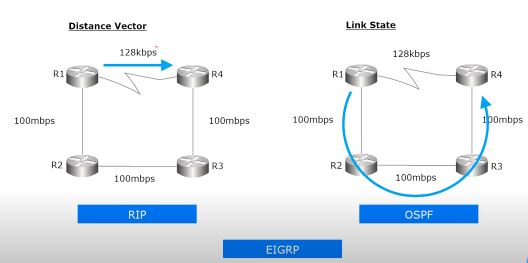 Distance Vector
128kbps
R1
R4
100mbps
100mbps
R2
R3
100mbps
RIP
Link State
128kbps
R1
R4
100mbps
100mbps
R2
R3
100mbps
OSPF
EIGRP